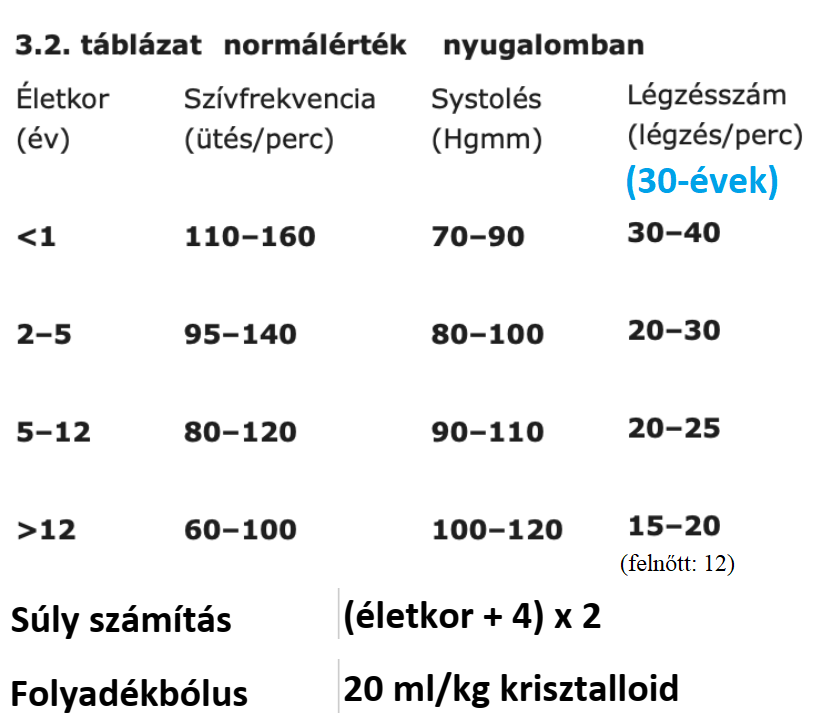 3.2. táblázat normálérték nyugalomban
Életkor (év) Szívfrekvencia (ütés/perc) Systolés (Hgmm) Légzésszám (légzés/perc)
(30-évek)
<1 110–160 70–90 30–40
2–5 95–140 80–100 20–30
5–12 80–120 90–110 20–25
>12 60–100 100–120 15–20
(felnőtt: 12)
Súly számítás (életkor + 4) x 2
Folyadékbólus 20 ml/kg krisztalloid